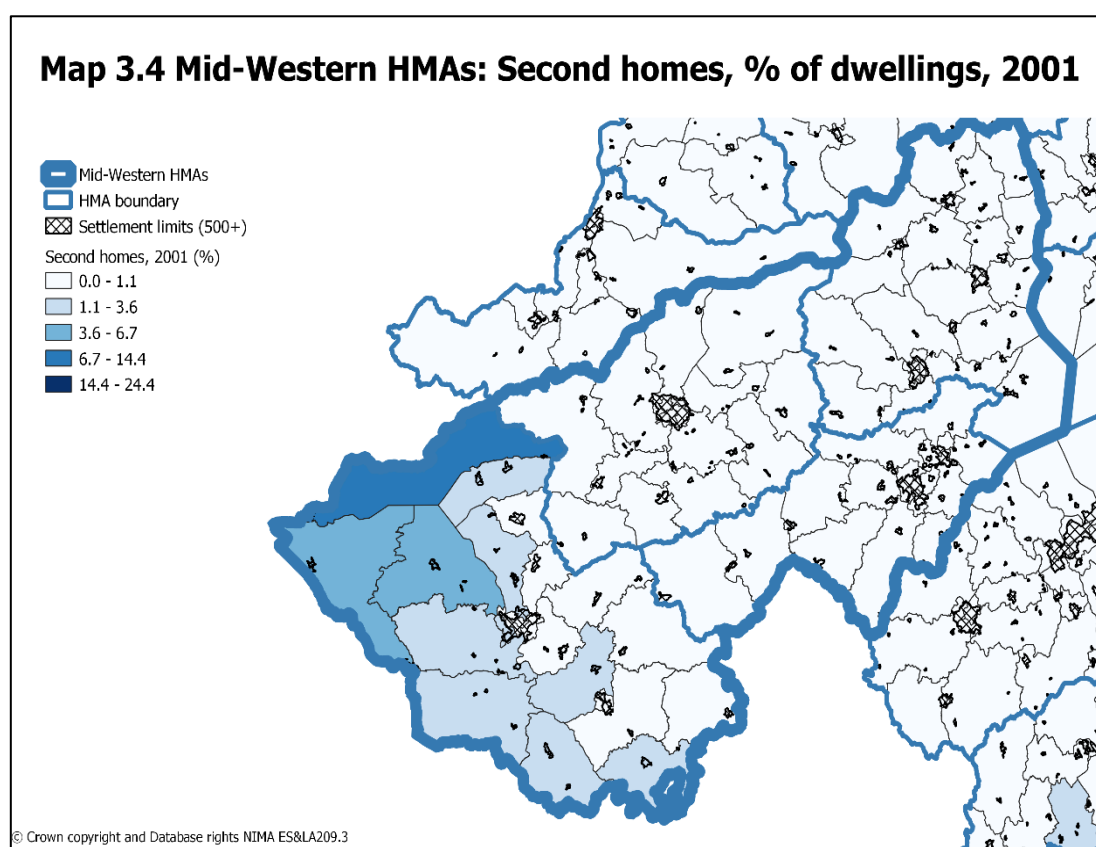 Map 3.4 Mid-Western HMAs: Second homes, % of dwellings, 2001
Mid-Western HMAs
HMA boundary
Settlement limits (500+)
Second homes, 2001 (%)
0.0 - 1.1
1.1 - 3.6
3.6 - 6.7
6.7 - 14.4
14.4 - 24.4
© Crown copyright and Database rights NIMA ES&LA209.3